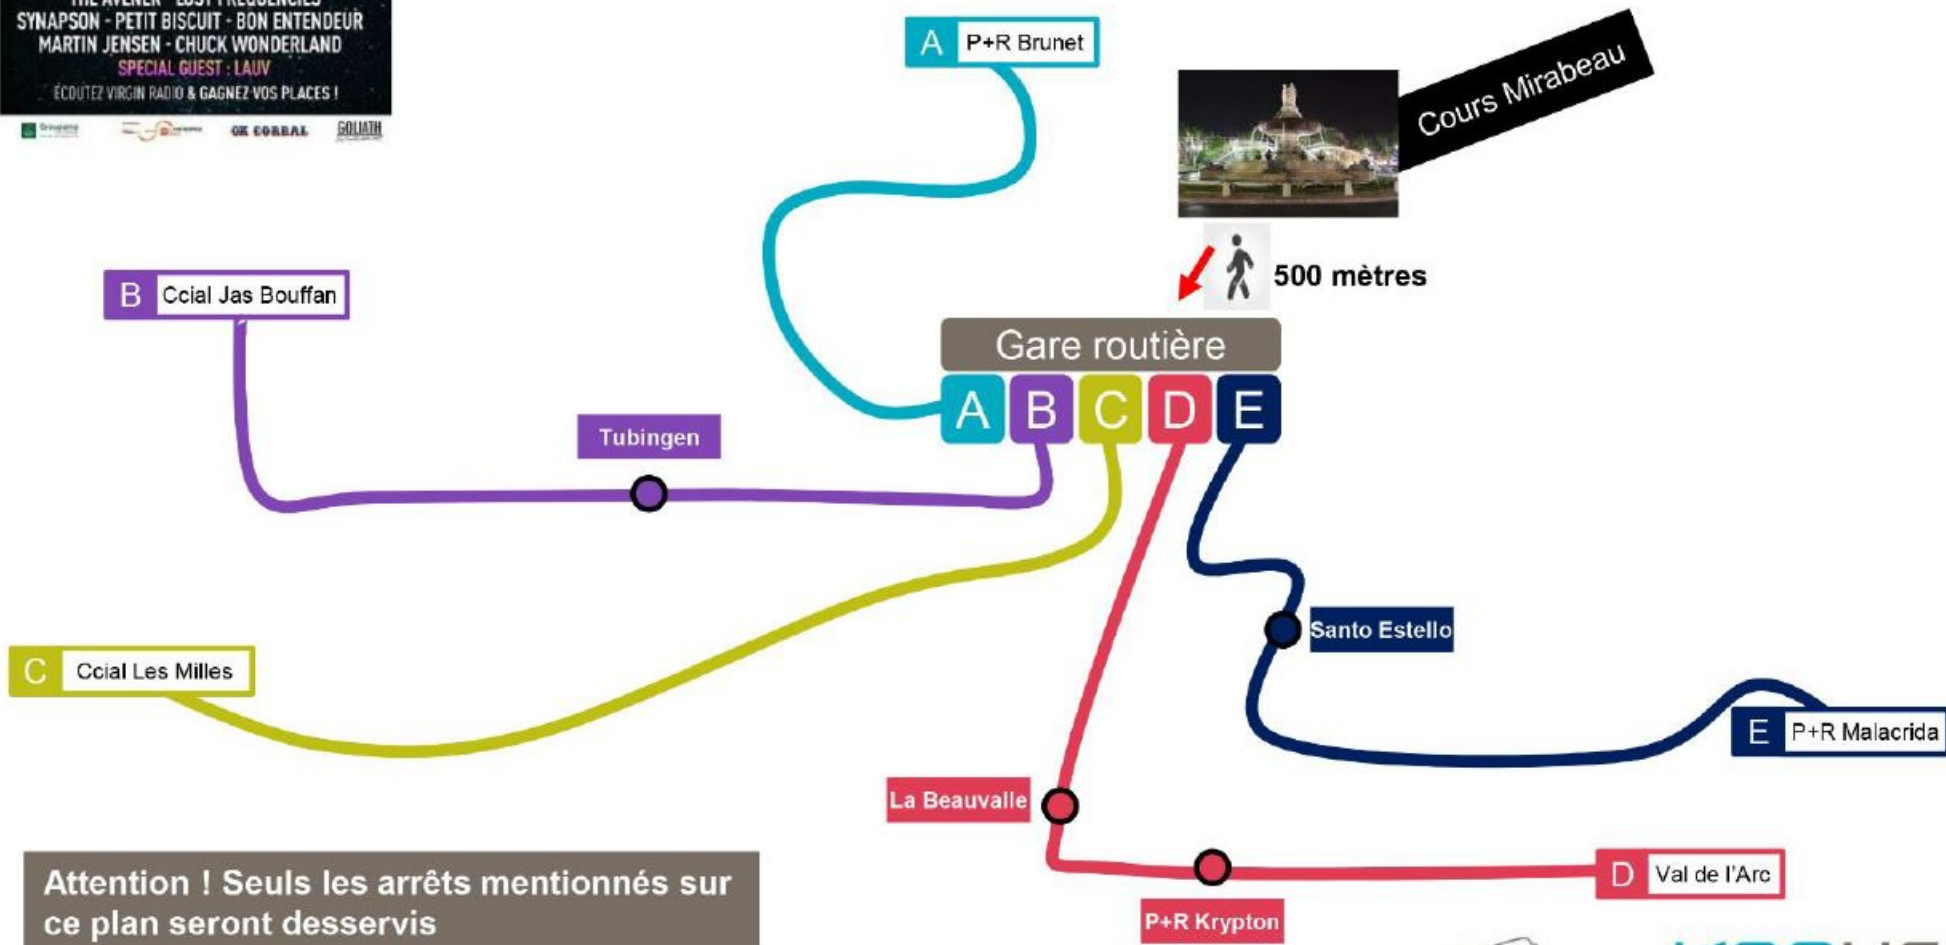 SYNAPSON - PETIT BISCUIT - BON ENTENDEUR
MARTIN JENSEN - CHUCK WONDERLAND
SPECIAL GUEST : LAUV
ÉCOUTEZ VIRGIN RADIO & GAGNEZ VOS PLACES !
Groupama
OK CORRAL
GOLIATH
A P+R Brunet
Cours Mirabeau
500 mètres
B Ccial Jas Bouffan
Gare routière
A B C D E
Tubingen
Santo Estello
C Ccial Les Milles
E P+R Malacrida
La Beauvalle
D Val de l'Arc
P+R Krypton
Attention ! Seuls les arrêts mentionnés sur
ce plan seront desservis